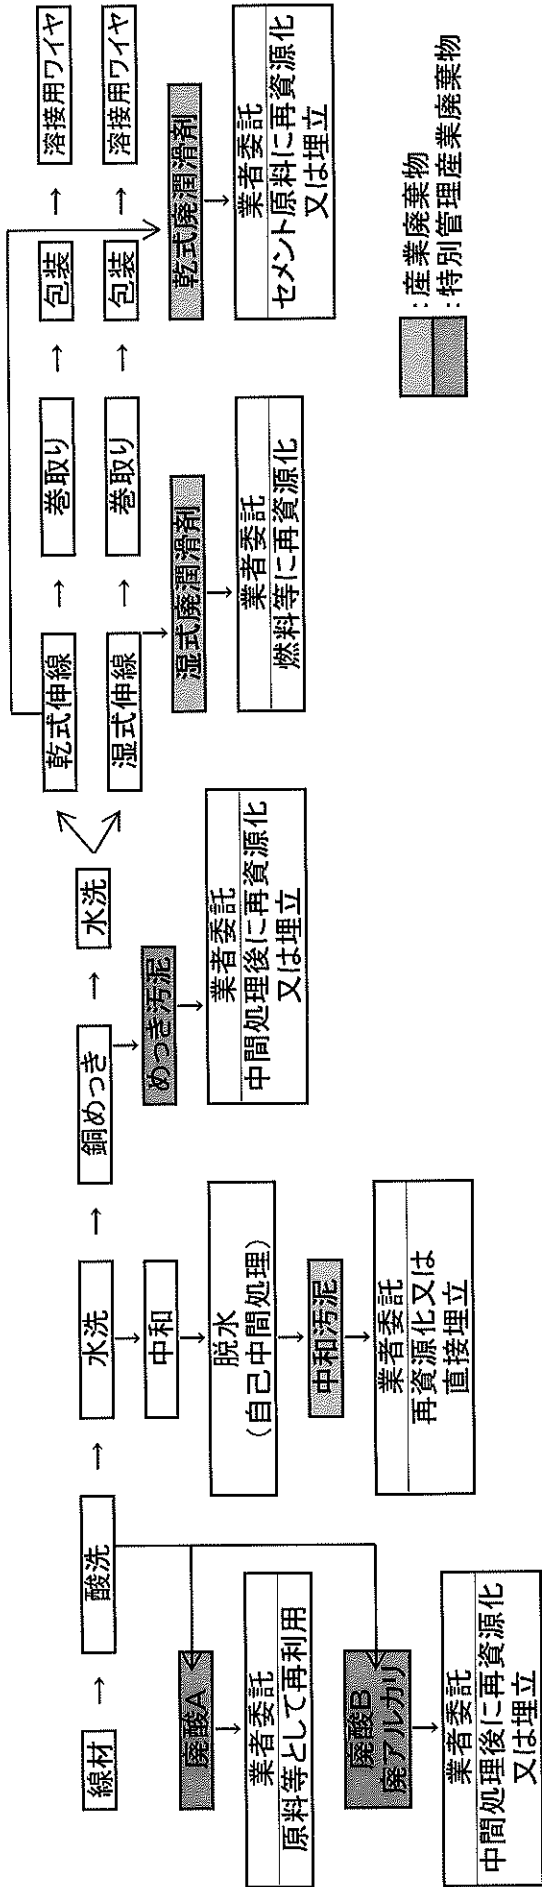 線材
酸洗
水洗
銅めっき
水洗
乾式伸線
巻取り
包装
溶接用ワイヤ
湿式伸線
巻取り
包装
溶接用ワイヤ
廃酸A
業者委託
原料等として再利用
廃酸B
廃アルカリ
業者委託
中間処理後に再資源化
又は埋立
中和
脱水
(自己中間処理)
中和汚泥
業者委託
再資源化又は
直接埋立
めっき汚泥
業者委託
中間処理後に再資源化
又は埋立
湿式廃潤滑剤
業者委託
燃料等に再資源化
乾式廃潤滑剤
業者委託
セメント原料に再資源化
又は埋立
:産業廃棄物
:特別管理産業廃棄物